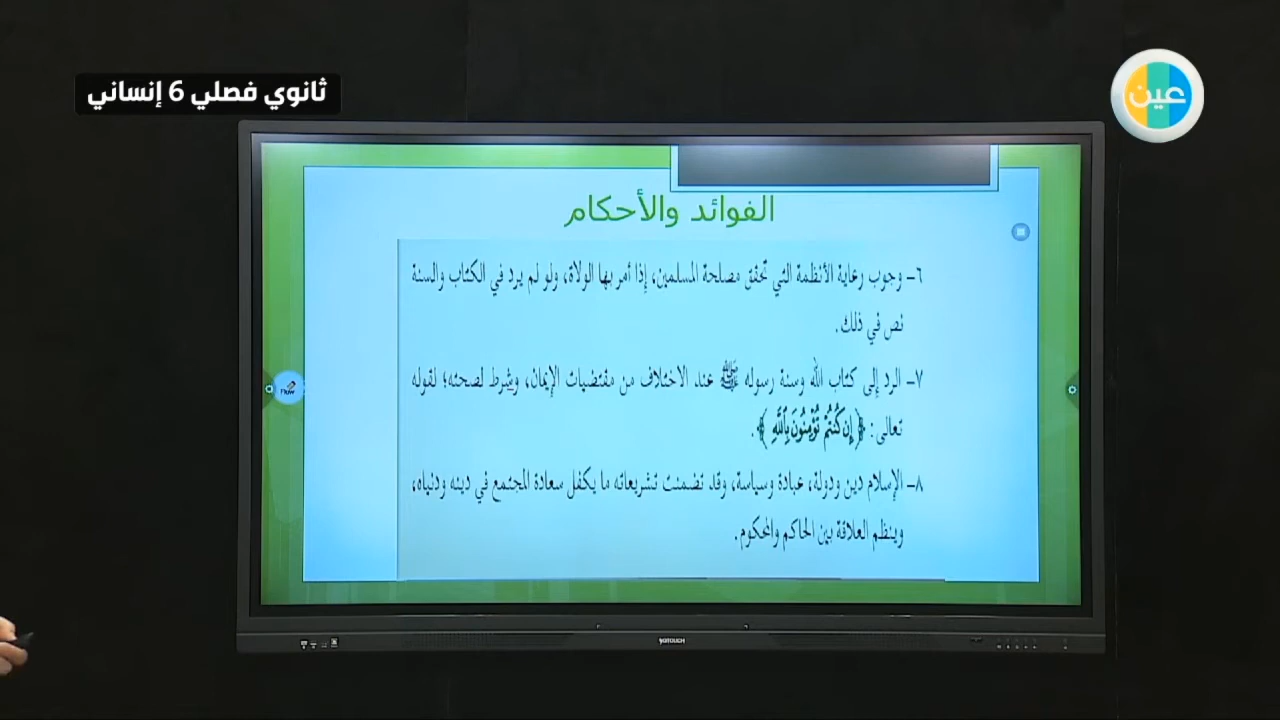 ثانوي فصلي 6 إنساني
عين
الفوائد والأحكام
٦- وجوب رعاية الأنظمة التي تحقق مصلحة المسلمين، إذا أمر بها الولاة، ولو لم يرد في الكتاب والسنة
نص في ذلك.
٧- الرد إلى كتاب الله وسنة رسوله ﷺ عند الاختلاف من مقتضيات الإيمان، وشرط لصحته؛ لقوله
تعالى: ﴿إِن كُنتُمْ تُؤْمِنُونَ بِاللَّهِ﴾.
٨- الإسلام دين ودولة، عبادة وسياسة، وقد تضمنت تشريعاته ما يكفل سعادة المجتمع في دينه ودنياه،
وينظم العلاقة بين الحاكم والمحكوم.
Flow